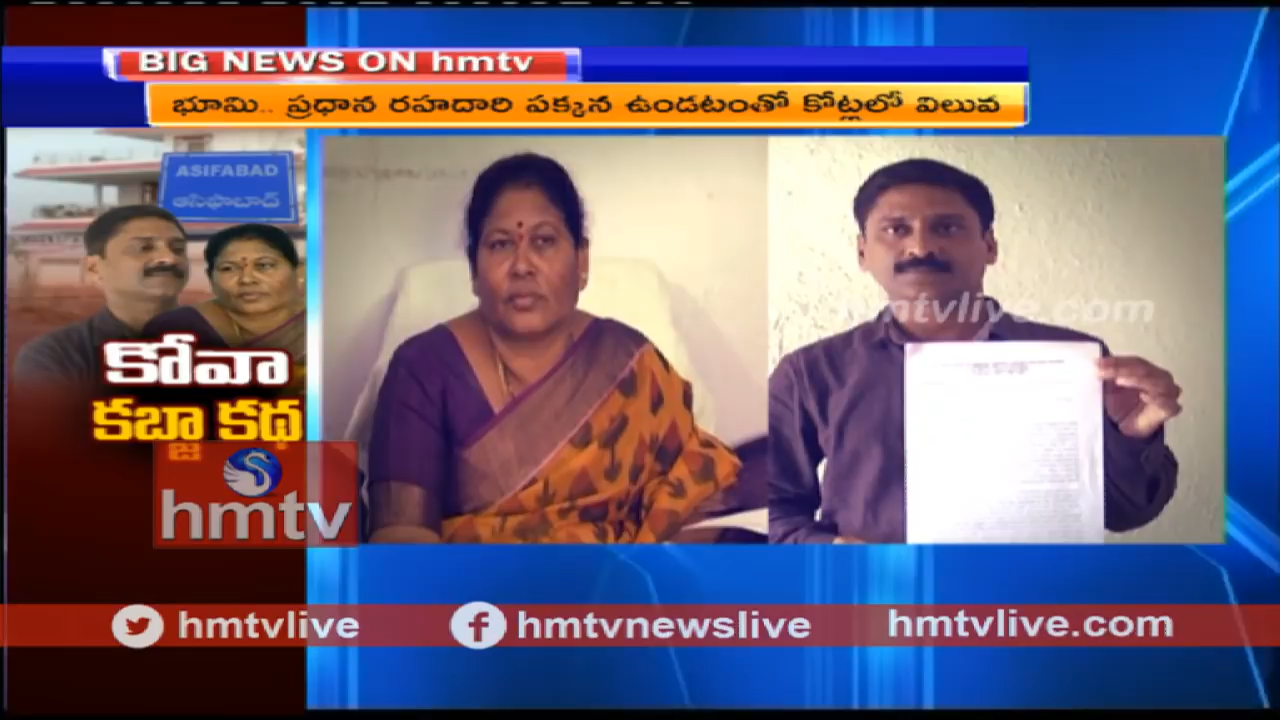 BIG NEWS ON hmtv
భూమి.. ప్రధాన రహదారి పక్కన ఉండటంతో కోట్లలో విలువ
ASIFABAD
ఆసిఫాబాద్
hmtvlive.com
కోవా
కబ్జా కథ
hmtv
hmtvlive
hmtvnewslive
hmtvlive.com